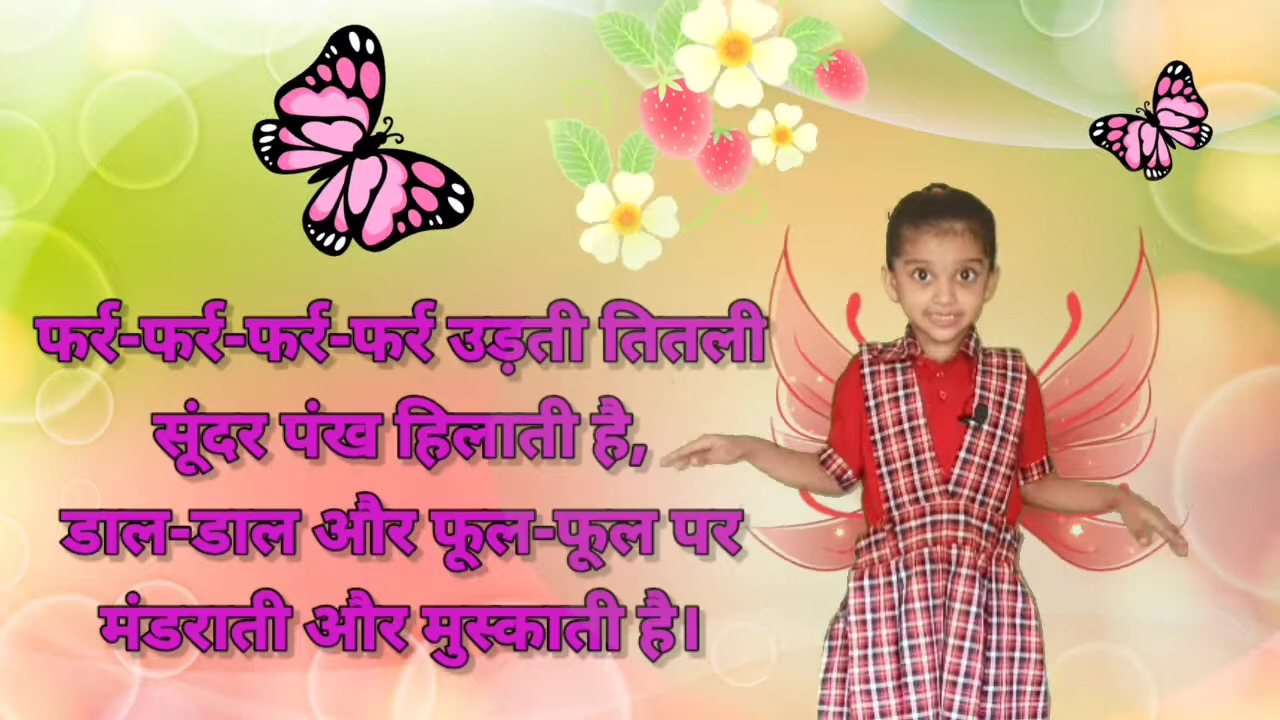 फर्र-फर्र-फर्र-फर्र उड़ती तितली
सूंदर पंख हिलाती है,
डाल-डाल और फूल-फूल पर
मंडराती और मुस्काती है।